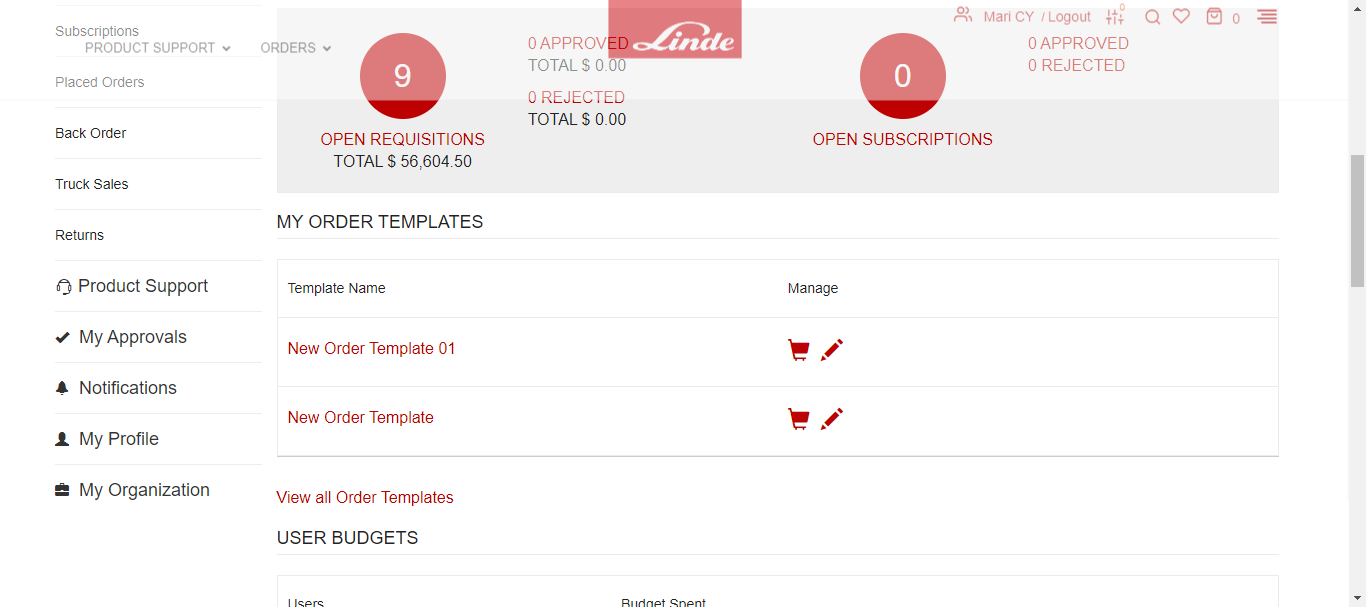 Mari CY / Logout
0
0
Linde
PRODUCT SUPPORT
ORDERS
Subscriptions
Placed Orders
Back Order
Truck Sales
Returns
Product Support
My Approvals
Notifications
My Profile
My Organization
9
OPEN REQUISITIONS
TOTAL $ 56,604.50
0 APPROVED
TOTAL $ 0.00
0 REJECTED
TOTAL $ 0.00
0
OPEN SUBSCRIPTIONS
0 APPROVED
0 REJECTED
MY ORDER TEMPLATES
Template Name Manage
New Order Template 01
New Order Template
View all Order Templates
USER BUDGETS
Users Budget Spent